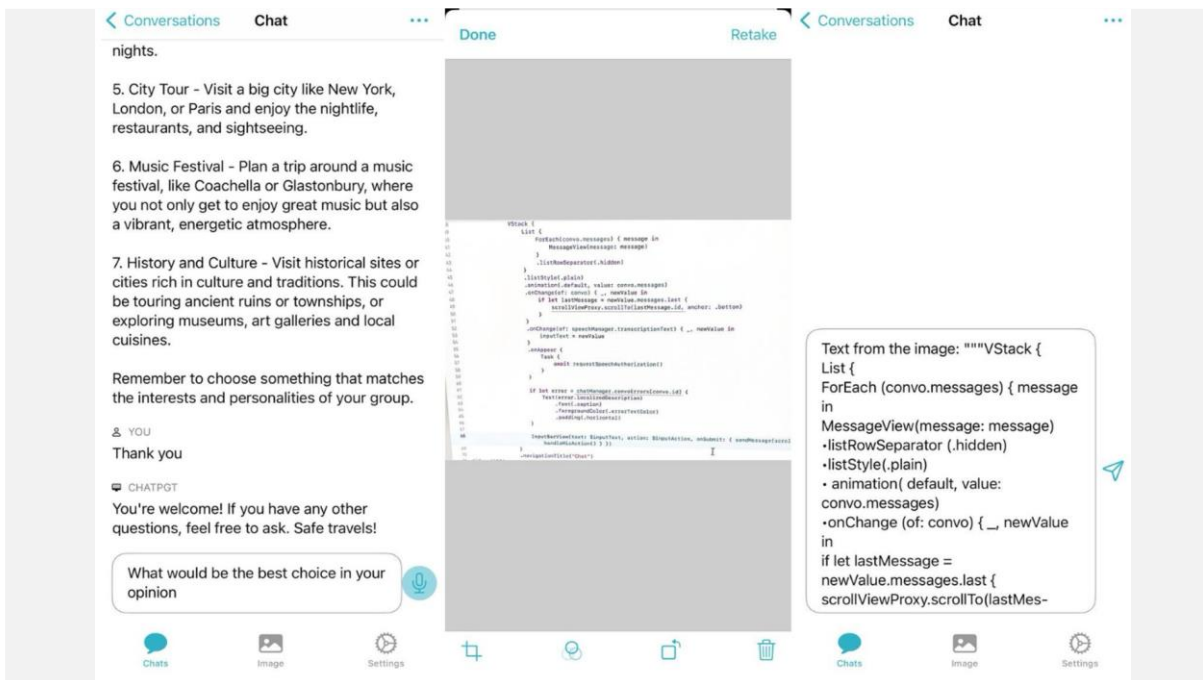 Conversations
Chat
nights.
5. City Tour - Visit a big city like New York,
London, or Paris and enjoy the nightlife,
restaurants, and sightseeing.
6. Music Festival - Plan a trip around a music
festival, like Coachella or Glastonbury, where
you not only get to enjoy great music but also
a vibrant, energetic atmosphere.
7. History and Culture - Visit historical sites or
cities rich in culture and traditions. This could
be touring ancient ruins or townships, or
exploring museums, art galleries and local
cuisines.
Remember to choose something that matches
the interests and personalities of your group.
YOU
Thank you
CHATPGT
You're welcome! If you have any other
questions, feel free to ask. Safe travels!
What would be the best choice in your
opinion
Chats
Image
Settings
Done
Retake
VStack {
List {
ForEach(convo.messages) { message in
MessageView(message: message)
}
.listRowSeparator(.hidden)
}
.listStyle(.plain)
.animation(.default, value: convo.messages)
.onChange(of: convo) { _, newValue in
if let lastMessage = newValue.messages.last {
scrollViewProxy.scrollTo(lastMessage.id, anchor: .bottom)
}
}
.onChange(of: speechManager.transcriptionText) { _, newValue in
inputText = newValue
}
.onAppear {
Task {
await requestSpeechAuthorization()
}
}
if let error = chatManager.convoErrors[convo.id] {
Text(error.localizedDescription)
.font(.caption)
.foregroundColor(.errorTextColor)
.padding(.horizontal)
}
InputBarView(text: $inputText, action: $inputAction, onSubmit: { sendMessage(scrol
handleMicAction() } })
}
.navigationTitle("Chat")
Conversations
Chat
Text from the image: """VStack {
List {
ForEach (convo.messages) { message
in
MessageView(message: message)
•listRowSeparator (.hidden)
•listStyle(.plain)
• animation( default, value:
convo.messages)
•onChange (of: convo) { _, newValue
in
if let lastMessage =
newValue.messages.last {
scrollViewProxy.scrollTo(lastMes-
Chats
Image
Settings